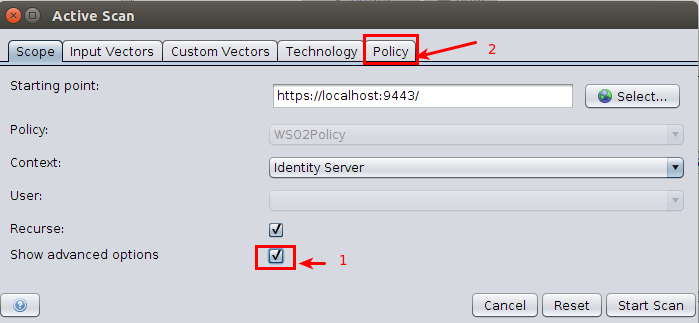 Active Scan
Scope Input Vectors Custom Vectors Technology Policy 2
Starting point: https://localhost:9443/ Select...
Policy: WSO2Policy
Context: Identity Server
User:
Recurse:
Show advanced options 1
? Cancel Reset Start Scan